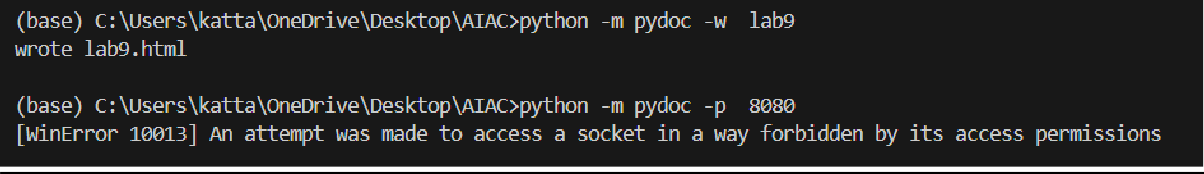 (base) C:\Users\katta\OneDrive\Desktop\AIAC>python -m pydoc -w  lab9
wrote lab9.html
(base) C:\Users\katta\OneDrive\Desktop\AIAC>python -m pydoc -p  8080
[WinError 10013] An attempt was made to access a socket in a way forbidden by its access permissions